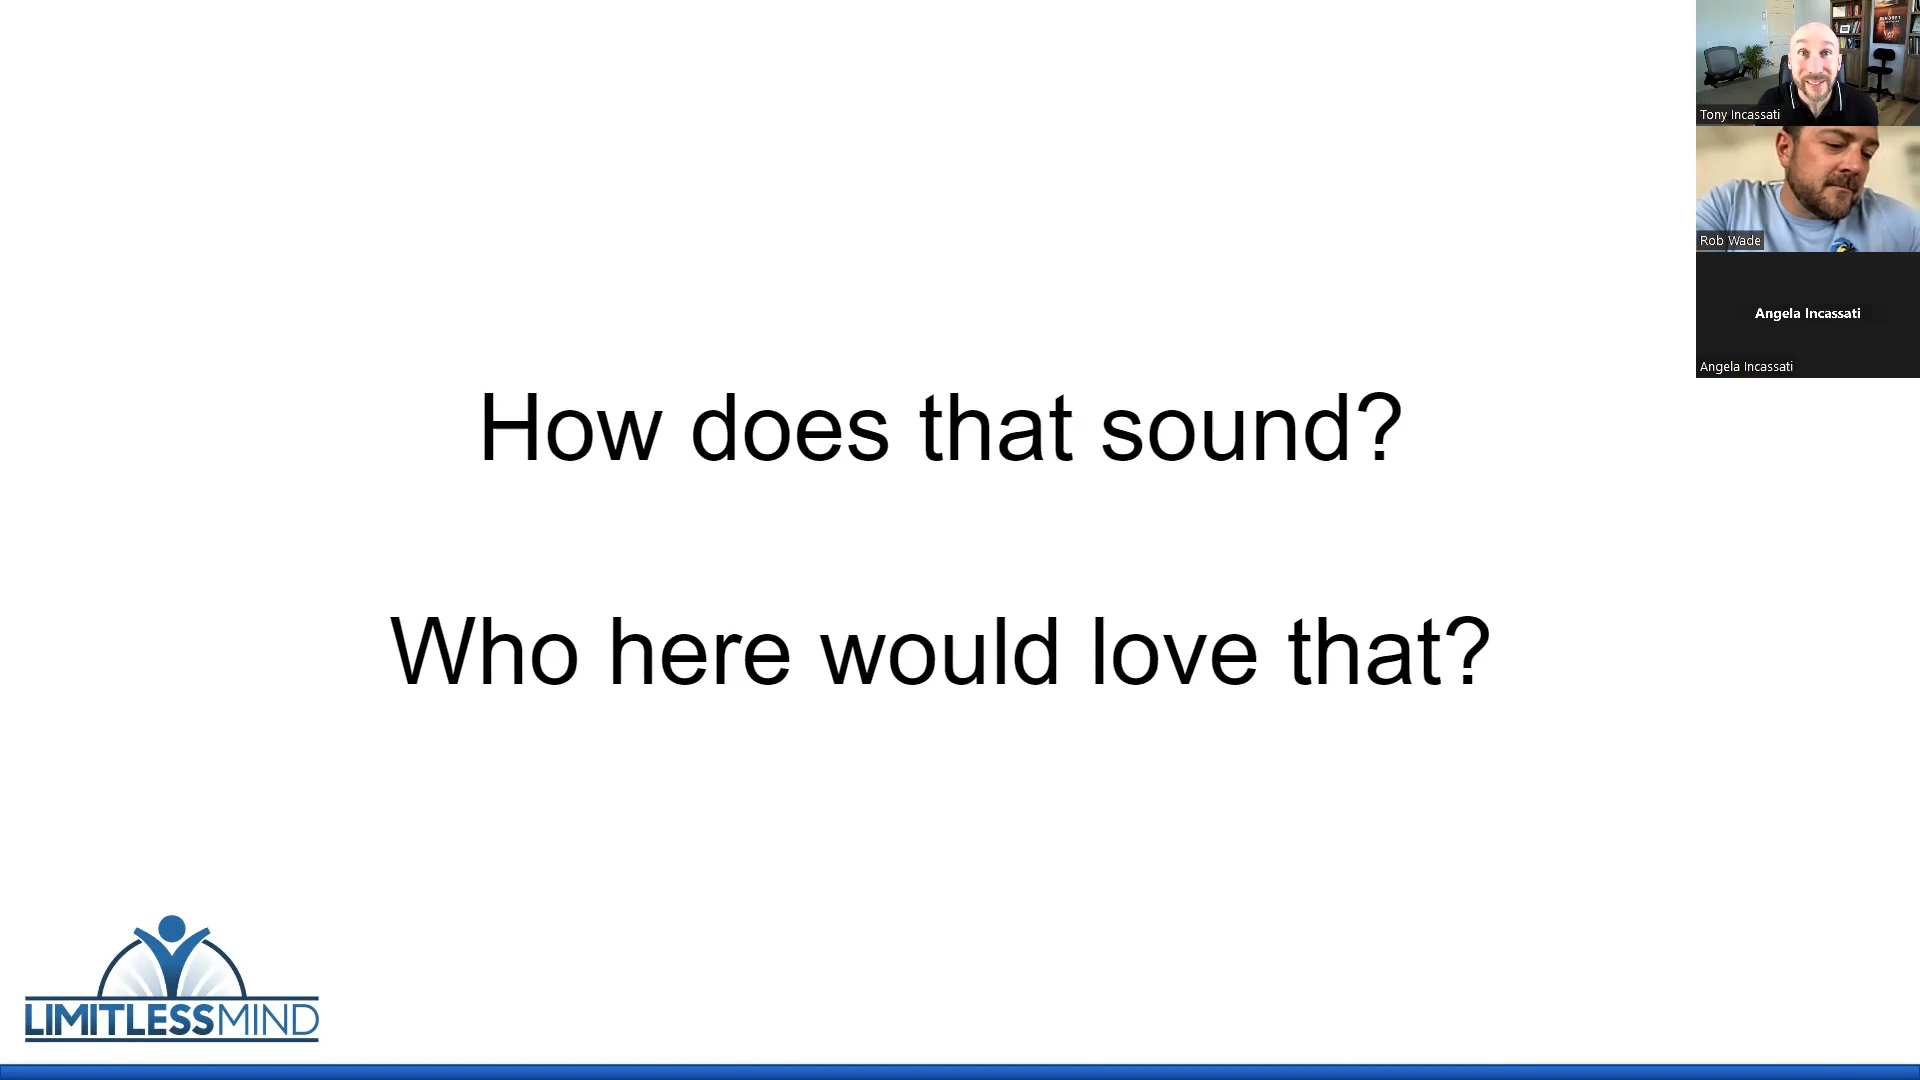 Tony Incassati
Rob Wade
Angela Incassati
Angela Incassati
How does that sound?
Who here would love that?
LIMITLESSMIND